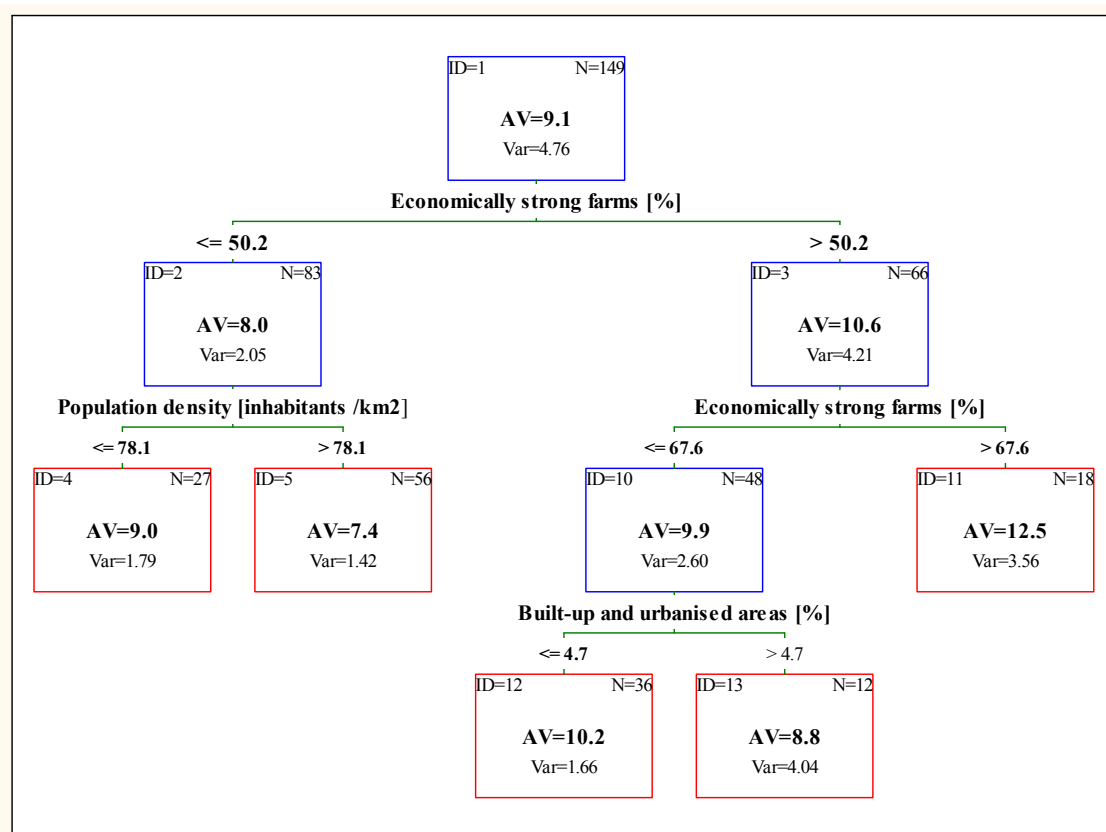 ID=1 N=149
AV=9.1
Var=4.76
Economically strong farms [%]
<= 50.2 > 50.2
ID=2 N=83 ID=3 N=66
AV=8.0 AV=10.6
Var=2.05 Var=4.21
Population density [inhabitants /km2] Economically strong farms [%]
<= 78.1 > 78.1 <= 67.6 > 67.6
ID=4 N=27 ID=5 N=56 ID=10 N=48 ID=11 N=18
AV=9.0 AV=7.4 AV=9.9 AV=12.5
Var=1.79 Var=1.42 Var=2.60 Var=3.56
Built-up and urbanised areas [%]
<= 4.7 > 4.7
ID=12 N=36 ID=13 N=12
AV=10.2 AV=8.8
Var=1.66 Var=4.04